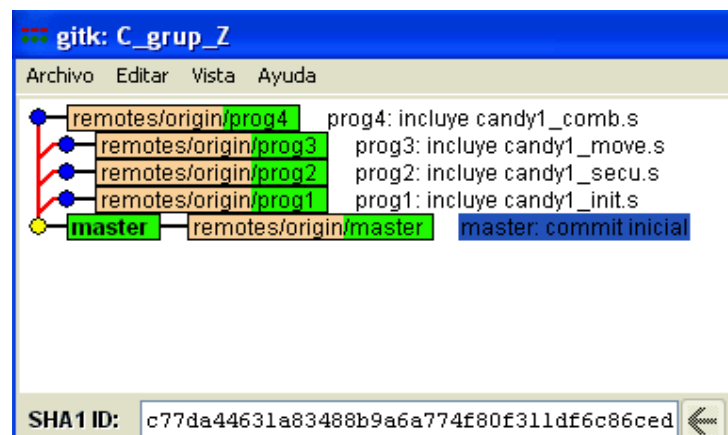 gitk: C_grup_Z
Archivo Editar Vista Ayuda
remotes/origin/prog4 prog4: incluye candy1_comb.s
remotes/origin/prog3 prog3: incluye candy1_move.s
remotes/origin/prog2 prog2: incluye candy1_secu.s
remotes/origin/prog1 prog1: incluye candy1_init.s
master remotes/origin/master master: commit inicial
SHA1 ID: c77da44631a83488b9a6a774f80f311df6c86ced